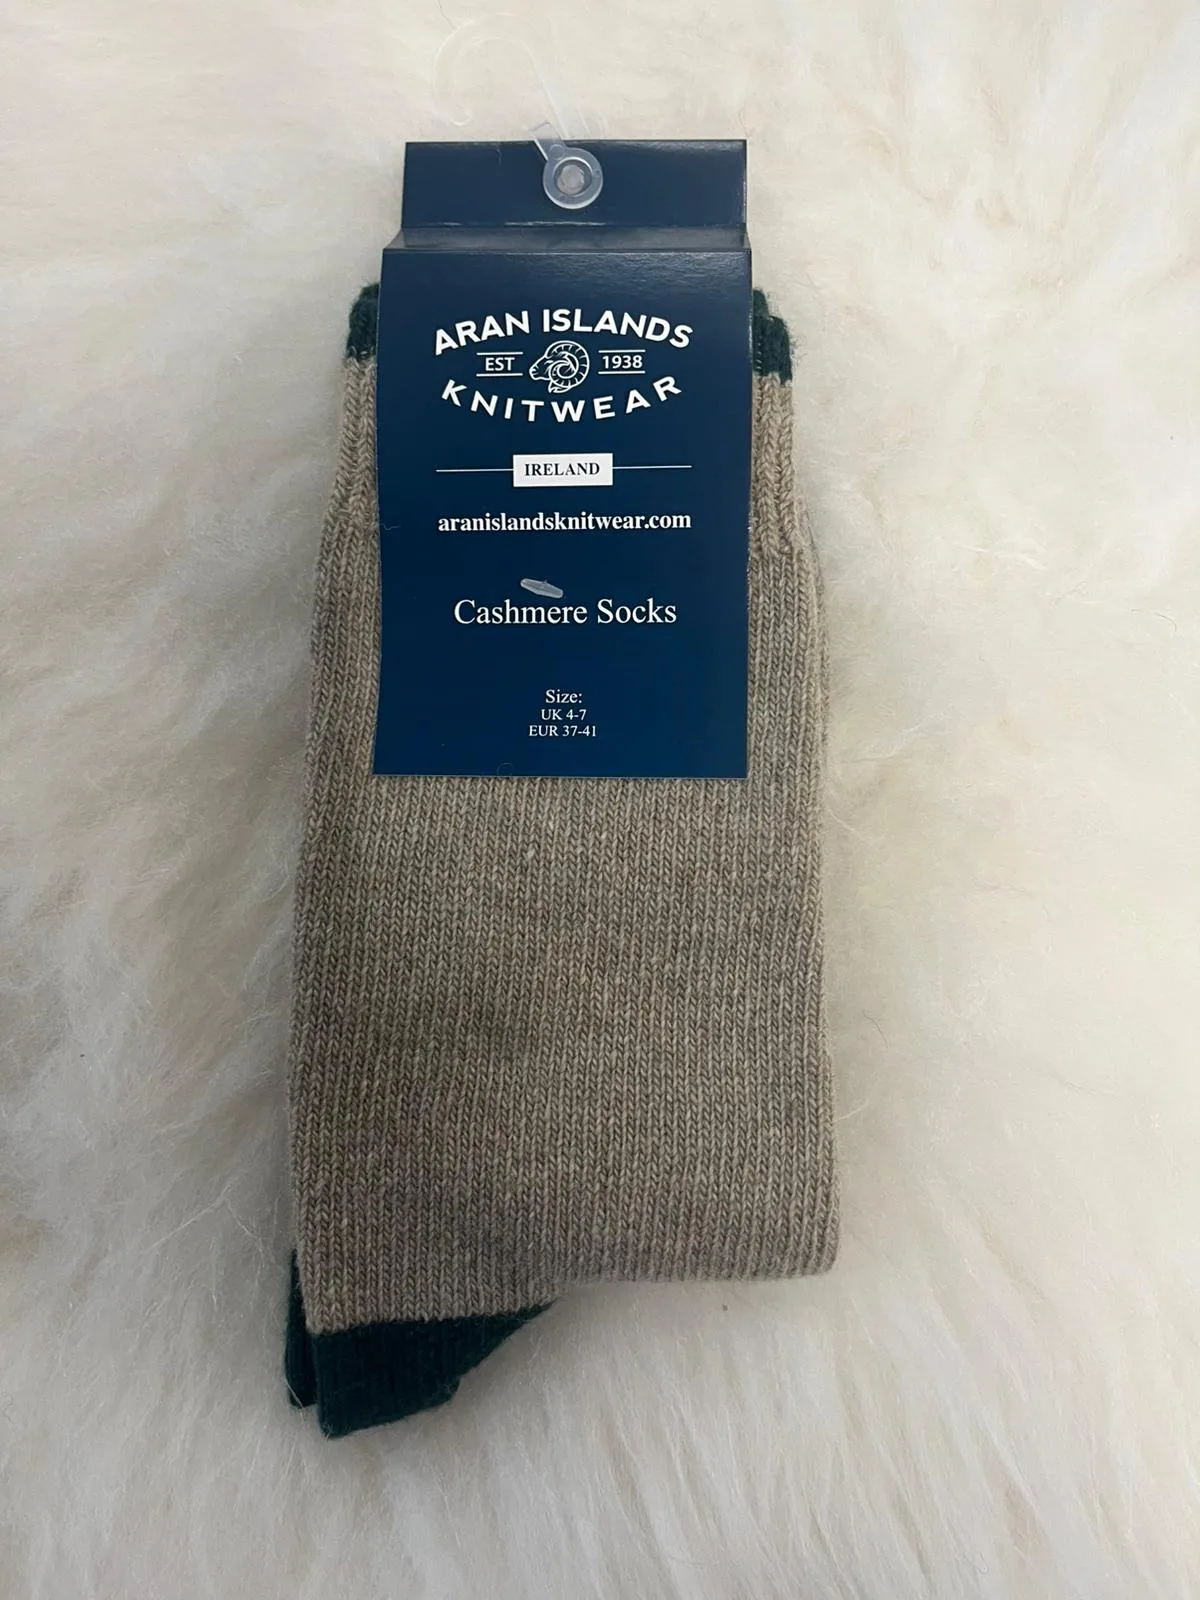 ARAN ISLANDS
EST 1938
KNITWEAR
IRELAND
aranislandsknitwear.com
Cashmere Socks
Size:
UK 4-7
EUR 37-41